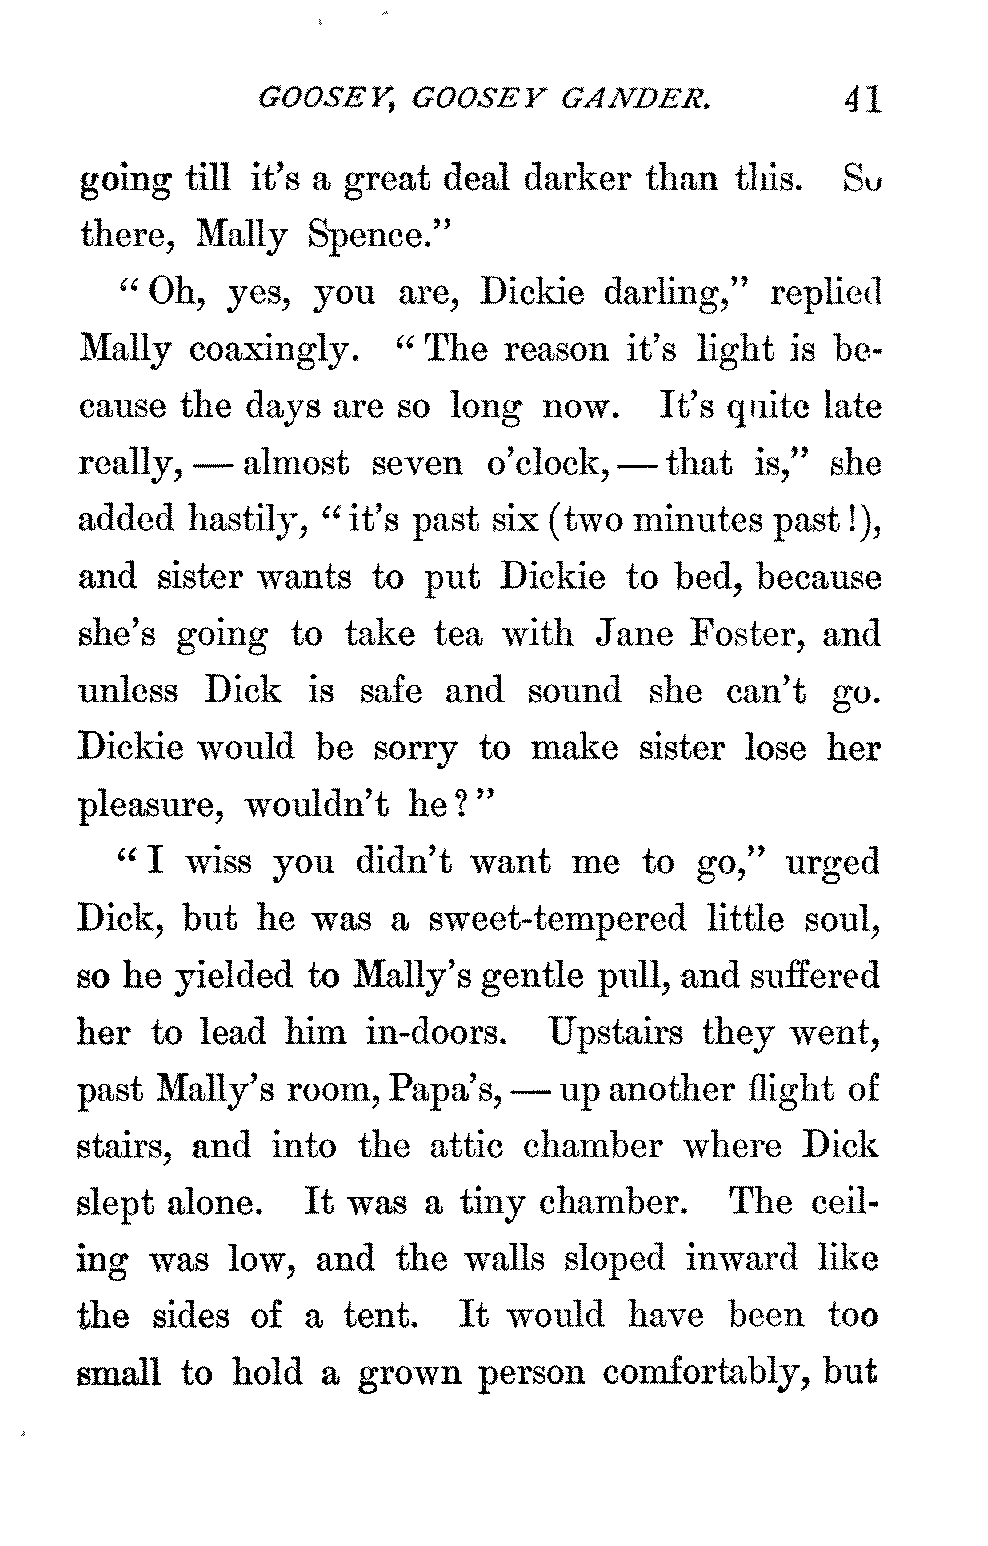 GOOSEY, GOOSEY GANDER. 41
going till it's a great deal darker than this. So
there, Mally Spence."
"Oh, yes, you are, Dickie darling," replied
Mally coaxingly. "The reason it's light is be-
cause the days are so long now. It's quite late
really, — almost seven o'clock, — that is," she
added hastily, "it's past six (two minutes past!),
and sister wants to put Dickie to bed, because
she's going to take tea with Jane Foster, and
unless Dick is safe and sound she can't go.
Dickie would be sorry to make sister lose her
pleasure, wouldn't he?"
"I wiss you didn't want me to go," urged
Dick, but he was a sweet-tempered little soul,
so he yielded to Mally's gentle pull, and suffered
her to lead him in-doors. Upstairs they went,
past Mally's room, Papa's, — up another flight of
stairs, and into the attic chamber where Dick
slept alone. It was a tiny chamber. The ceil-
ing was low, and the walls sloped inward like
the sides of a tent. It would have been too
small to hold a grown person comfortably, but